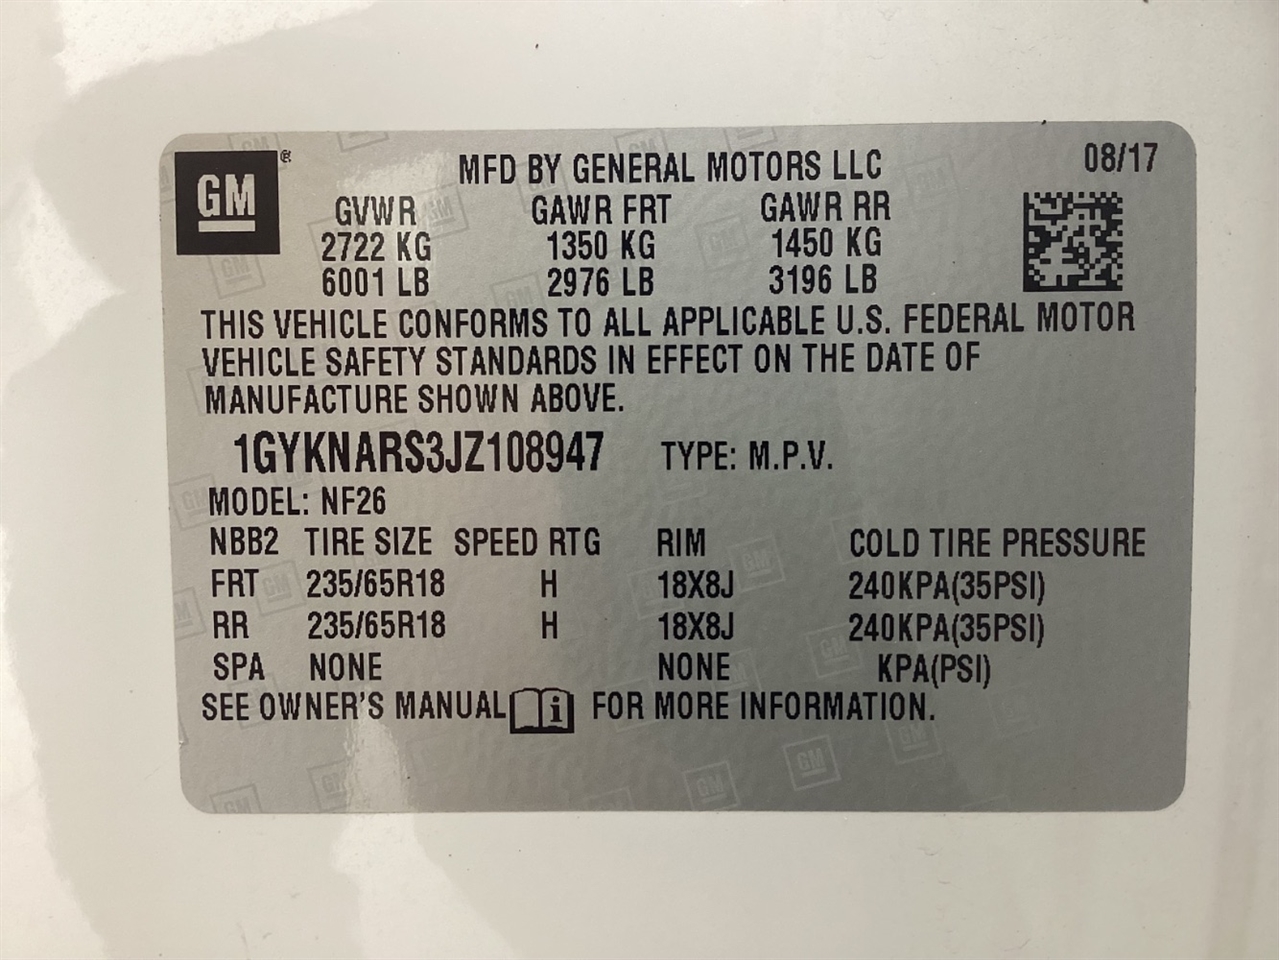 GM ®
MFD BY GENERAL MOTORS LLC 08/17
GVWR GAWR FRT GAWR RR
2722 KG 1350 KG 1450 KG
6001 LB 2976 LB 3196 LB
THIS VEHICLE CONFORMS TO ALL APPLICABLE U.S. FEDERAL MOTOR
VEHICLE SAFETY STANDARDS IN EFFECT ON THE DATE OF
MANUFACTURE SHOWN ABOVE.
1GYKNARS3JZ108947 TYPE: M.P.V.
MODEL: NF26
NBB2 TIRE SIZE SPEED RTG RIM COLD TIRE PRESSURE
FRT 235/65R18 H 18X8J 240KPA(35PSI)
RR 235/65R18 H 18X8J 240KPA(35PSI)
SPA NONE NONE KPA(PSI)
SEE OWNER'S MANUAL i FOR MORE INFORMATION.